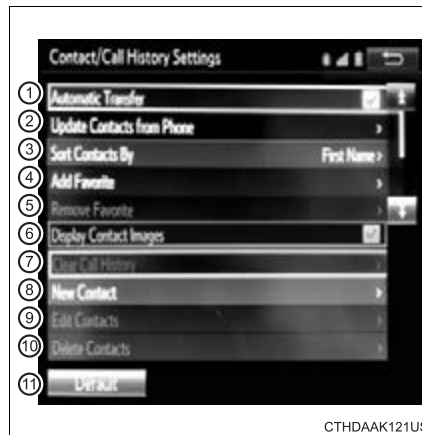 Contact/Call History Settings
① Automatic Transfer
② Update Contacts from Phone
③ Sort Contacts By First Name
④ Add Favorite
⑤ Remove Favorite
⑥ Display Contact Images
⑦ Clear Call History
⑧ New Contact
⑨ Edit Contacts
⑩ Delete Contacts
⑪ Default
CTHDAAK121US